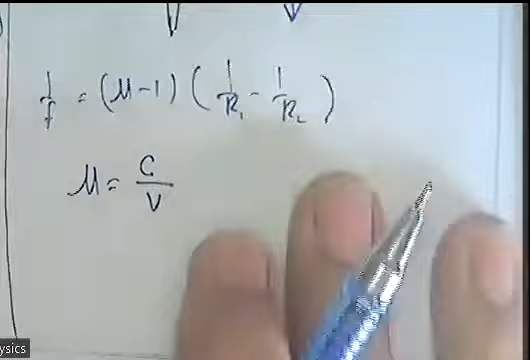 1/f = (μ-1) (1/R₁ - 1/R₂)
μ = C/V
ysics